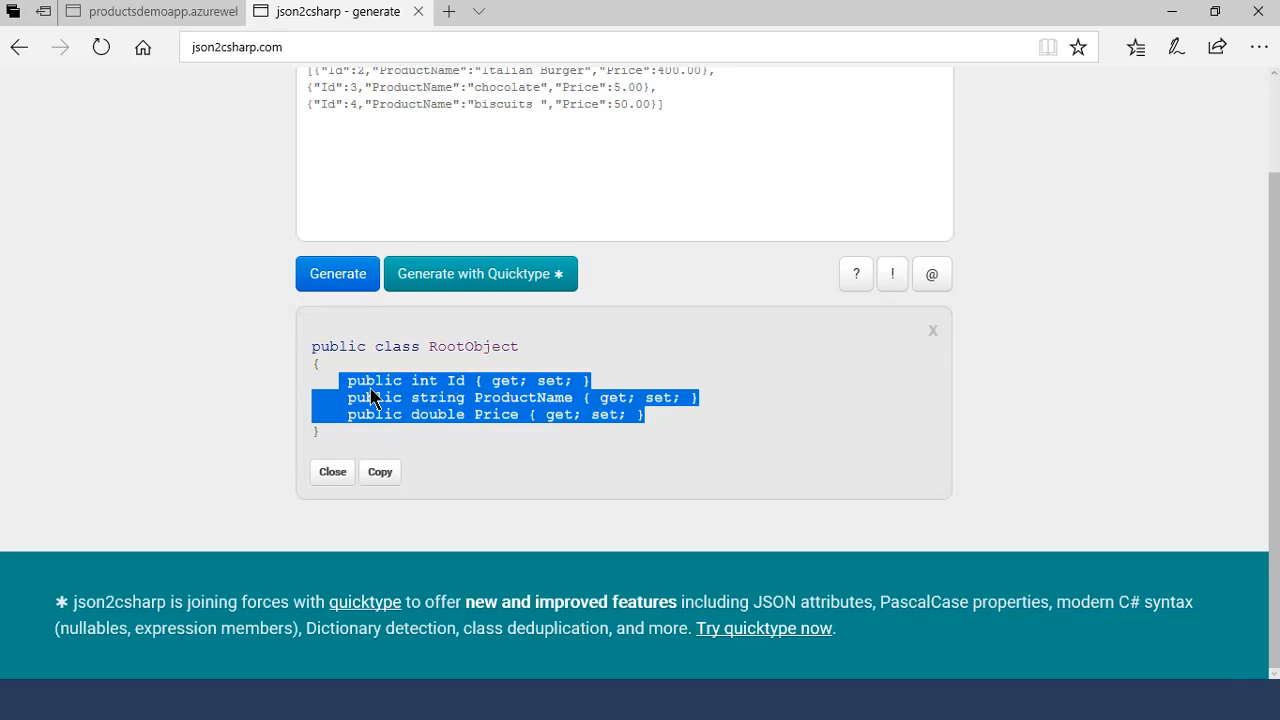 productsdemoapp.azurewel
json2csharp - generate
json2csharp.com
[{"Id":2,"ProductName":"Italian Burger","Price":400.00},
{"Id":3,"ProductName":"chocolate","Price":5.00},
{"Id":4,"ProductName":"biscuits ","Price":50.00}]
Generate
Generate with Quicktype ✱
?
!
@
X
public class RootObject
{
public int Id { get; set; }
public string ProductName { get; set; }
public double Price { get; set; }
}
Close
Copy
✱ json2csharp is joining forces with quicktype to offer new and improved features including JSON attributes, PascalCase properties, modern C# syntax
(nullables, expression members), Dictionary detection, class deduplication, and more. Try quicktype now.